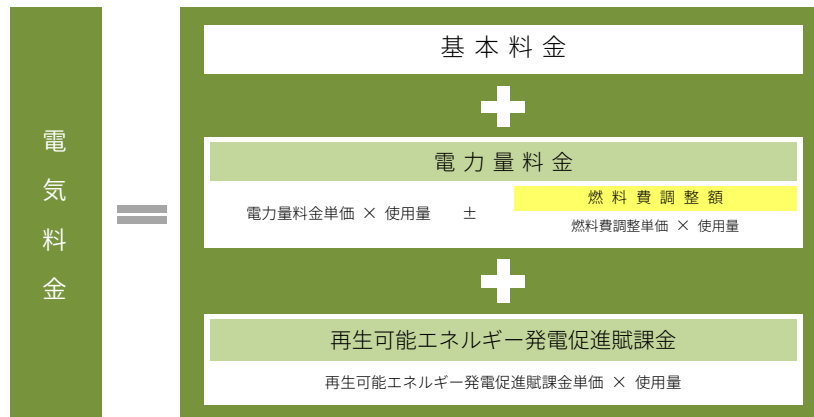 電気料金
基本料金
電力量料金
電力量料金単価 × 使用量 ±
燃料費調整額
燃料費調整単価 × 使用量
再生可能エネルギー発電促進賦課金
再生可能エネルギー発電促進賦課金単価 × 使用量